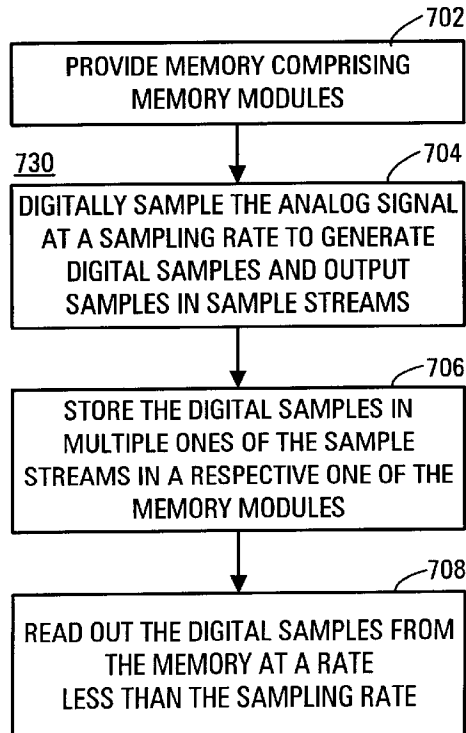 702
PROVIDE MEMORY COMPRISING
MEMORY MODULES
730
704
DIGITALLY SAMPLE THE ANALOG SIGNAL
AT A SAMPLING RATE TO GENERATE
DIGITAL SAMPLES AND OUTPUT
SAMPLES IN SAMPLE STREAMS
706
STORE THE DIGITAL SAMPLES IN
MULTIPLE ONES OF THE SAMPLE
STREAMS IN A RESPECTIVE ONE OF THE
MEMORY MODULES
708
READ OUT THE DIGITAL SAMPLES FROM
THE MEMORY AT A RATE
LESS THAN THE SAMPLING RATE